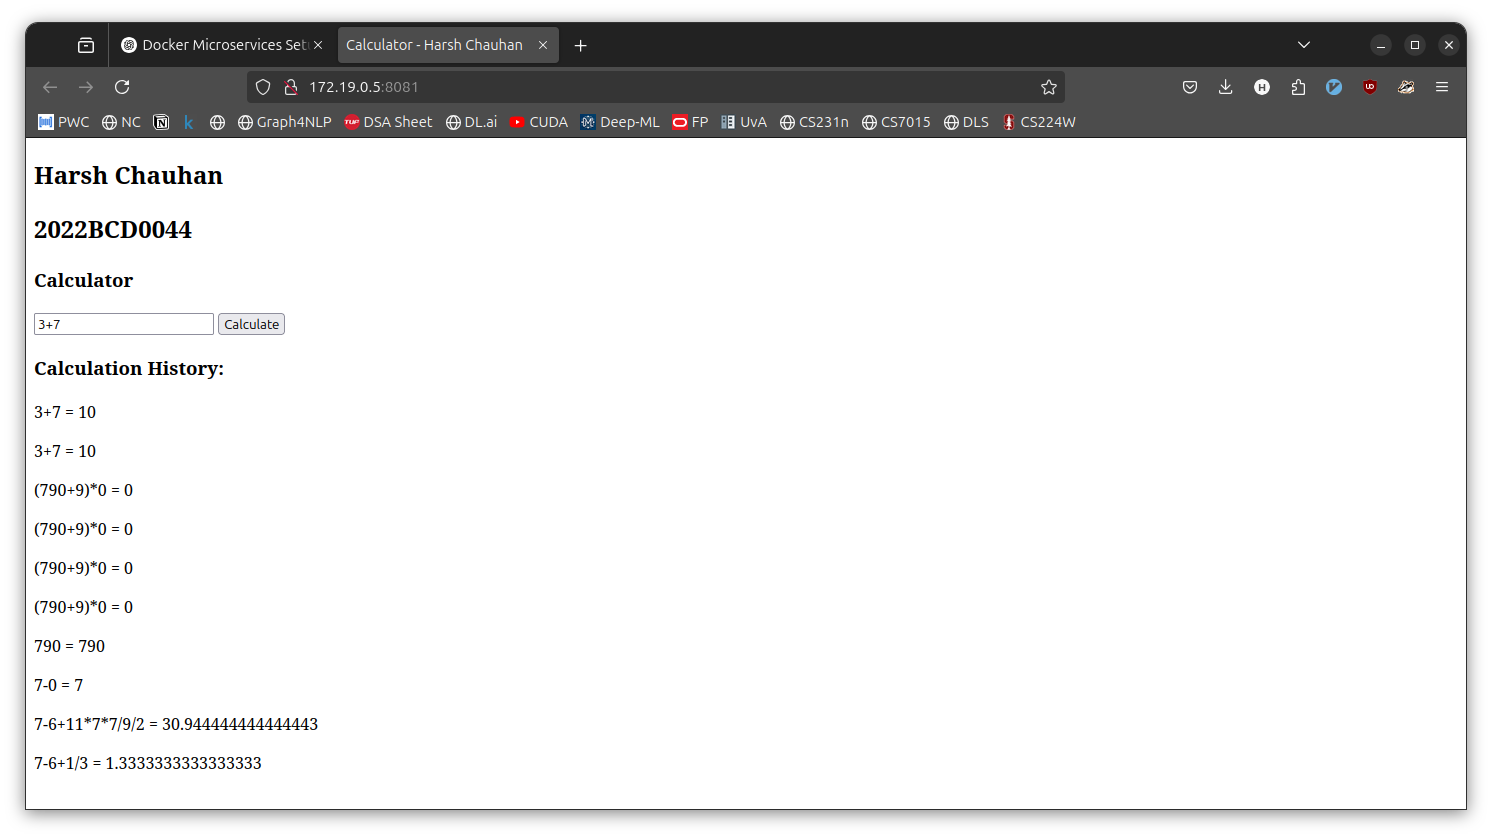 Docker Microservices Set
Calculator - Harsh Chauhan
172.19.0.5:8081
PWC NC Graph4NLP DSA Sheet DL.ai CUDA Deep-ML FP UvA CS231n CS7015 DLS CS224W
Harsh Chauhan
2022BCD0044
Calculator
3+7 Calculate
Calculation History:
3+7 = 10
3+7 = 10
(790+9)*0 = 0
(790+9)*0 = 0
(790+9)*0 = 0
(790+9)*0 = 0
790 = 790
7-0 = 7
7-6+11*7*7/9/2 = 30.944444444444443
7-6+1/3 = 1.3333333333333333